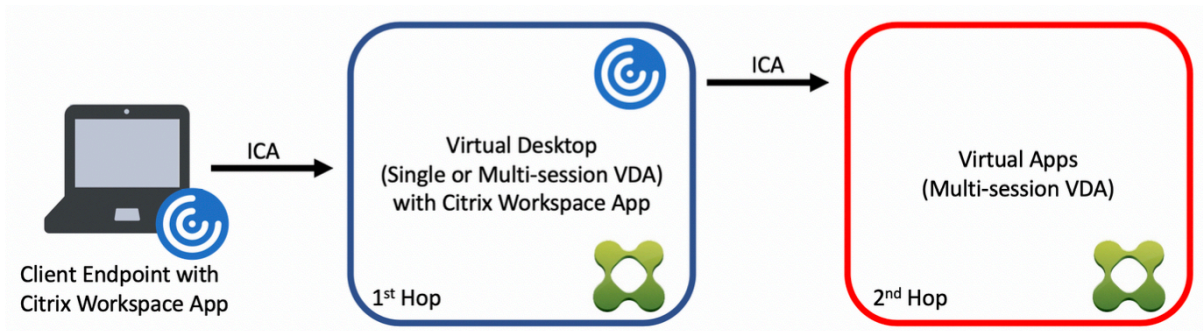 ICA
Client Endpoint with
Citrix Workspace App
Virtual Desktop
(Single or Multi-session VDA)
with Citrix Workspace App
1st Hop
ICA
Virtual Apps
(Multi-session VDA)
2nd Hop